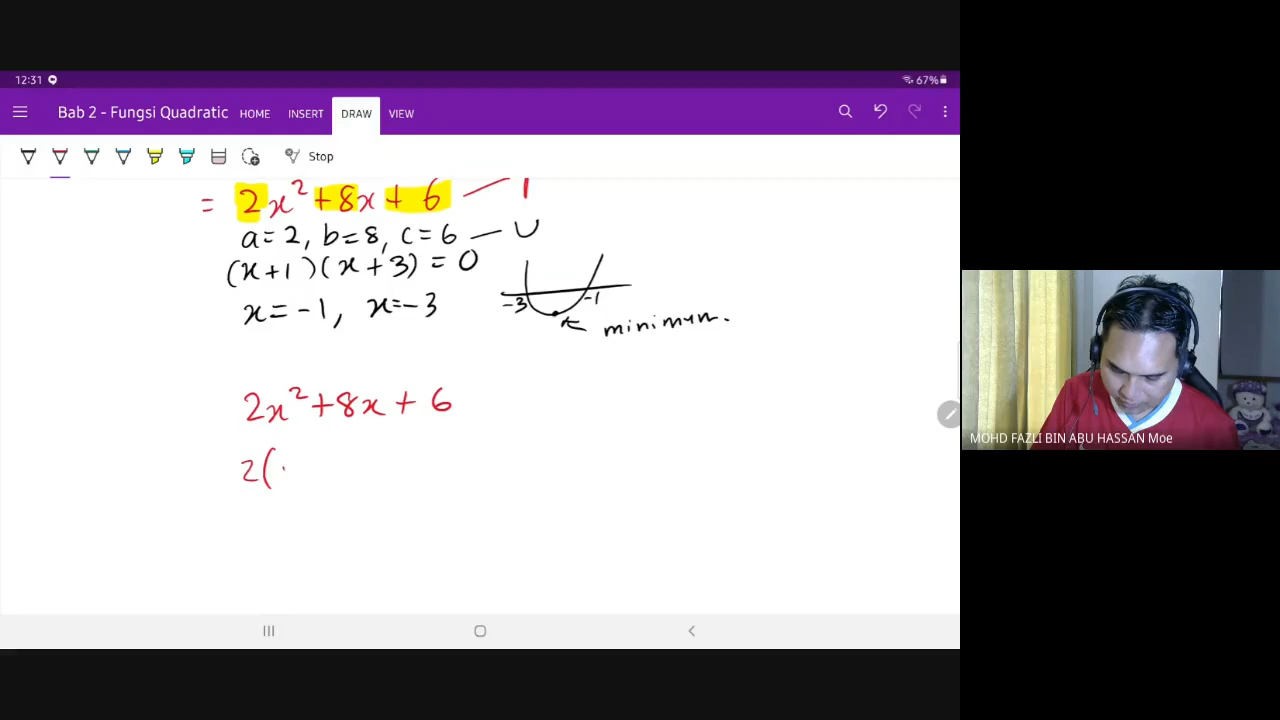 12:31 67%
Bab 2 - Fungsi Quadratic HOME INSERT DRAW VIEW
Stop
= 2x² + 8x + 6 — 1
a = 2, b = 8, c = 6 — ∪
(x + 1)(x + 3) = 0
x = -1, x = -3
-3 -1
minimum.
2x² + 8x + 6
2(
MOHD FAZLI BIN ABU HASSAN Moe